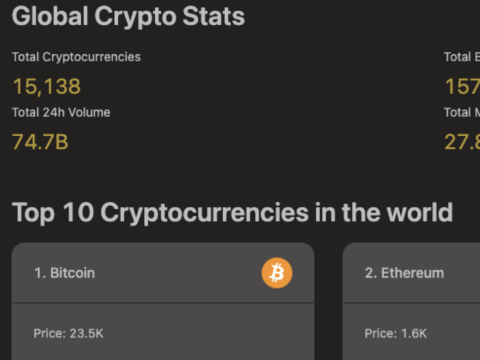 Global Crypto Stats
Total Cryptocurrencies
Total
15,138
157
Total 24h Volume
Total
74.7B
27.8
Top 10 Cryptocurrencies in the world
1. Bitcoin
2. Ethereum
Price: 23.5K
Price: 1.6K